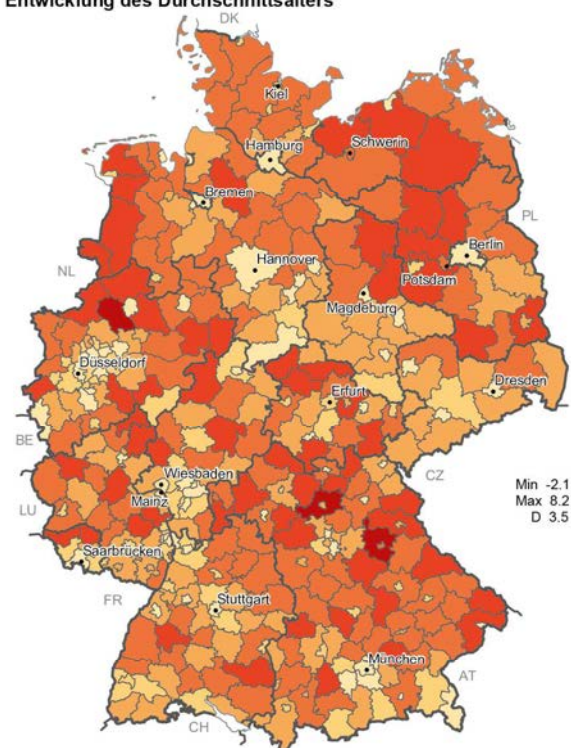 Entwicklung des Durchschnittsalters
DK
Kiel
Schwerin
Hamburg
Bremen
PL
Berlin
Hannover
NL
Potsdam
Magdeburg
Düsseldorf
Dresden
Erfurt
BE
Wiesbaden
CZ
Min -2.1
Mainz
Max 8.2
LU
D 3.5
Saarbrücken
FR
Stuttgart
München
AT
CH